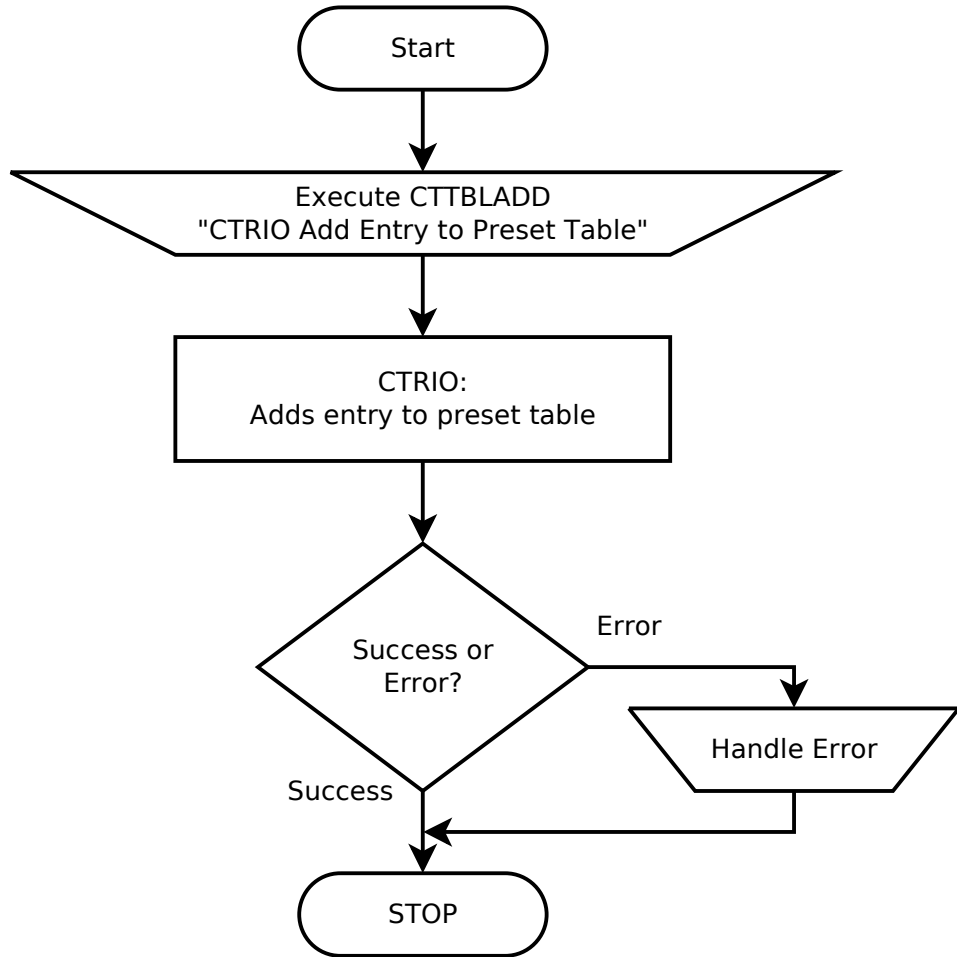 Start
Execute CTTBLADD
"CTRIO Add Entry to Preset Table"
CTRIO:
Adds entry to preset table
Success or
Error?
Error
Handle Error
Success
STOP